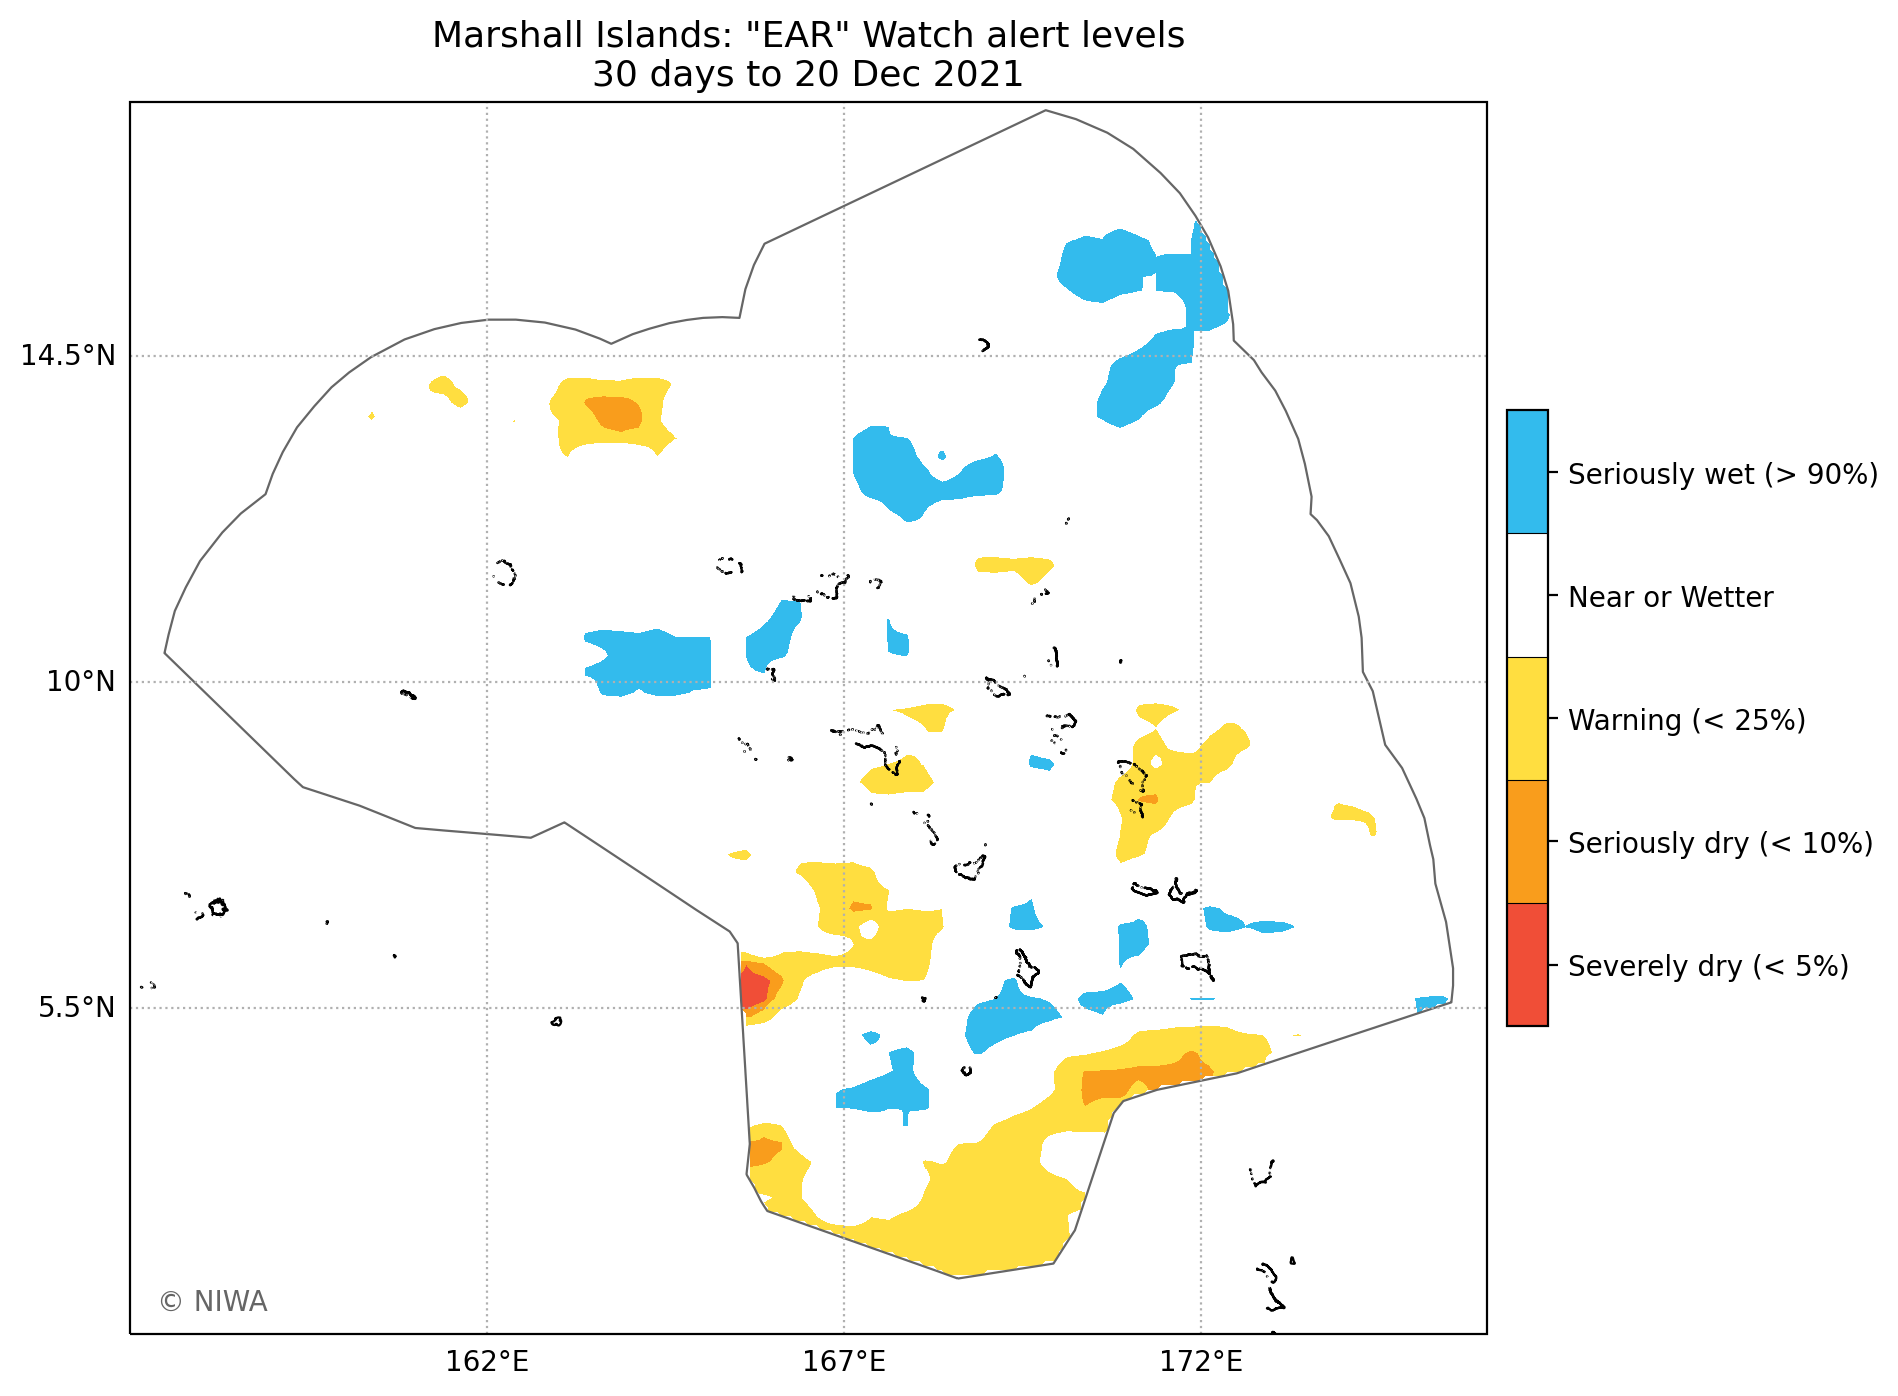 Marshall Islands: "EAR" Watch alert levels
30 days to 20 Dec 2021
14.5°N
10°N
5.5°N
162°E
167°E
172°E
Seriously wet (> 90%)
Near or Wetter
Warning (< 25%)
Seriously dry (< 10%)
Severely dry (< 5%)
© NIWA